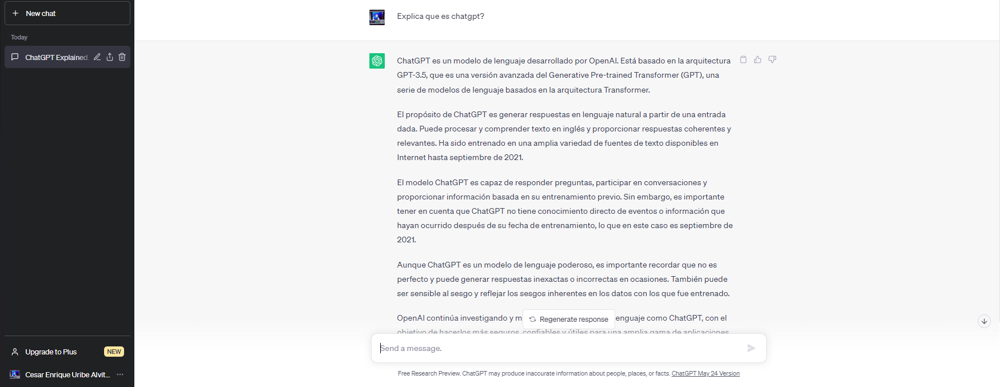 New chat
Today
ChatGPT Explained.
Upgrade to Plus
NEW
Cesar Enrique Uribe Alvit...
Explica que es chatgpt?
ChatGPT es un modelo de lenguaje desarrollado por OpenAI. Está basado en la arquitectura
GPT-3.5, que es una versión avanzada del Generative Pre-trained Transformer (GPT), una
serie de modelos de lenguaje basados en la arquitectura Transformer.
El propósito de ChatGPT es generar respuestas en lenguaje natural a partir de una entrada
dada. Puede procesar y comprender texto en inglés y proporcionar respuestas coherentes y
relevantes. Ha sido entrenado en una amplia variedad de fuentes de texto disponibles en
Internet hasta septiembre de 2021.
El modelo ChatGPT es capaz de responder preguntas, participar en conversaciones y
proporcionar información basada en su entrenamiento previo. Sin embargo, es importante
tener en cuenta que ChatGPT no tiene conocimiento directo de eventos o información que
hayan ocurrido después de su fecha de entrenamiento, lo que en este caso es septiembre de
2021.
Aunque ChatGPT es un modelo de lenguaje poderoso, es importante recordar que no es
perfecto y puede generar respuestas inexactas o incorrectas en ocasiones. También puede
ser sensible al sesgo y reflejar los sesgos inherentes en los datos con los que fue entrenado.
OpenAI continúa investigando y m
Regenerate response
enguaje como ChatGPT, con el
objetivo de hacerlos más seguros, confiables y útiles para una amplia gama de aplicaciones
Send a message.
Free Research Preview. ChatGPT may produce inaccurate information about people, places, or facts. ChatGPT May 24 Version